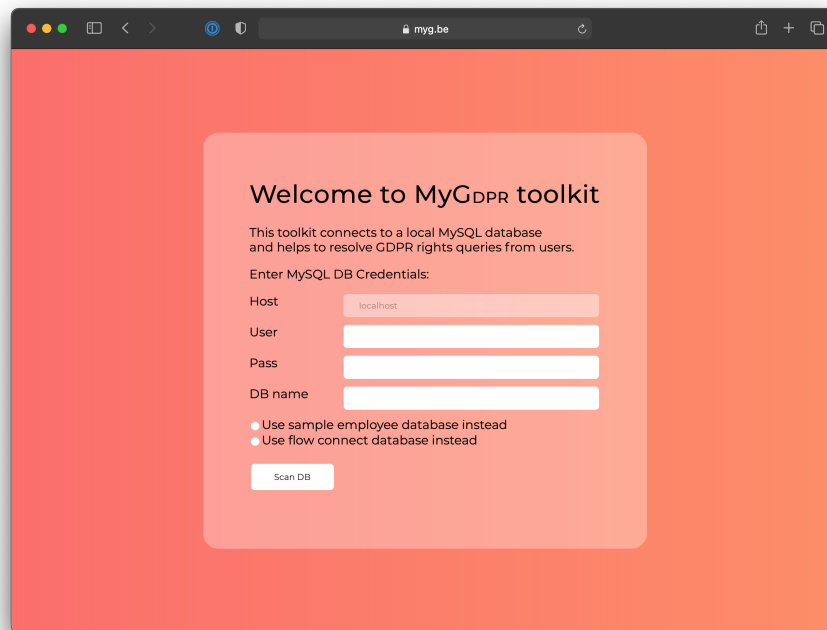 myg.be
Welcome to MyGDPR toolkit
This toolkit connects to a local MySQL database
and helps to resolve GDPR rights queries from users.
Enter MySQL DB Credentials:
Host
localhost
User
Pass
DB name
Use sample employee database instead
Use flow connect database instead
Scan DB